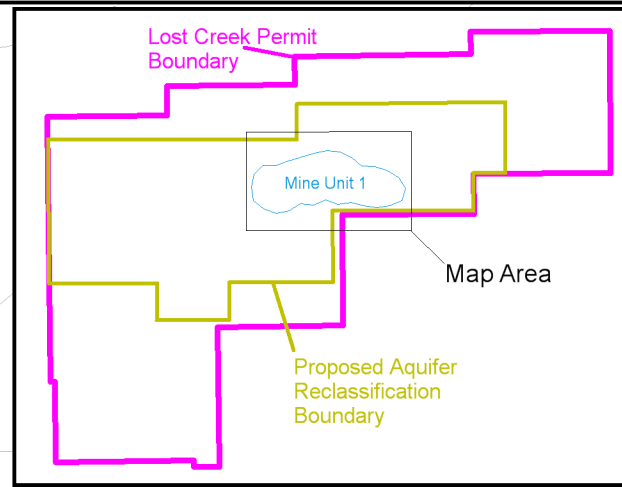 Lost Creek Permit
Boundary
Mine Unit 1
Map Area
Proposed Aquifer
Reclassification
Boundary